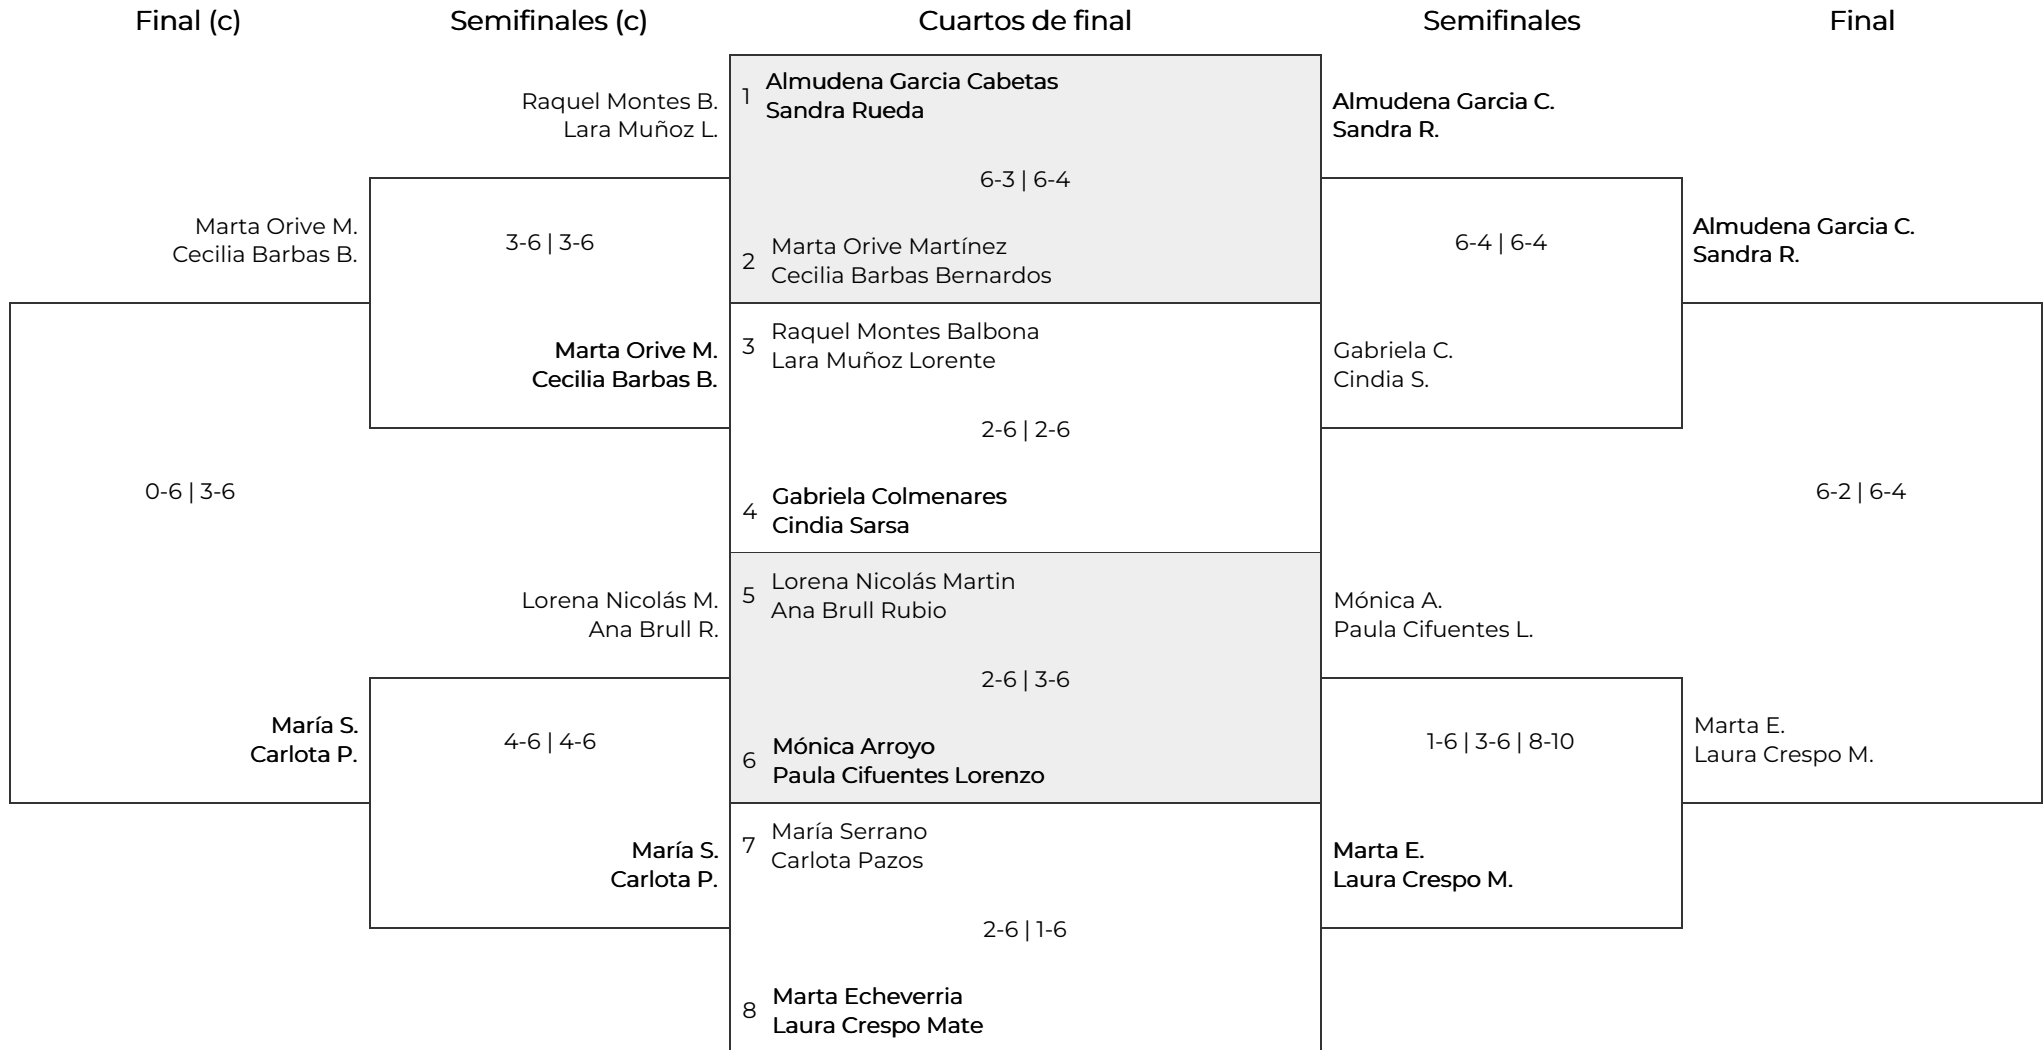 Final (c)
Semifinales (c)
Cuartos de final
Semifinales
Final
Marta Orive M.
Cecilia Barbas B.
0-6 | 3-6
María S.
Carlota P.
Raquel Montes B.
Lara Muñoz L.
3-6 | 3-6
Marta Orive M.
Cecilia Barbas B.
Lorena Nicolás M.
Ana Brull R.
4-6 | 4-6
María S.
Carlota P.
1
Almudena Garcia Cabetas
Sandra Rueda
6-3 | 6-4
2
Marta Orive Martínez
Cecilia Barbas Bernardos
3
Raquel Montes Balbona
Lara Muñoz Lorente
2-6 | 2-6
4
Gabriela Colmenares
Cindia Sarsa
5
Lorena Nicolás Martin
Ana Brull Rubio
2-6 | 3-6
6
Mónica Arroyo
Paula Cifuentes Lorenzo
7
María Serrano
Carlota Pazos
2-6 | 1-6
8
Marta Echeverria
Laura Crespo Mate
Almudena Garcia C.
Sandra R.
6-4 | 6-4
Gabriela C.
Cindia S.
Mónica A.
Paula Cifuentes L.
1-6 | 3-6 | 8-10
Marta E.
Laura Crespo M.
Almudena Garcia C.
Sandra R.
6-2 | 6-4
Marta E.
Laura Crespo M.